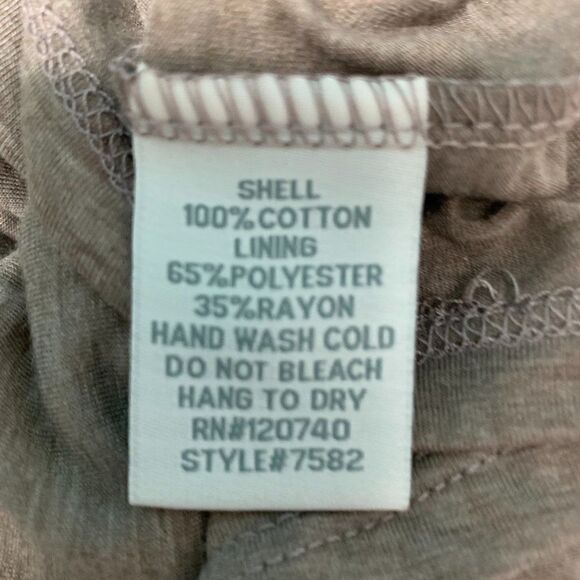 SHELL
100%COTTON
LINING
65%POLYESTER
35%RAYON
HAND WASH COLD
DO NOT BLEACH
HANG TO DRY
RN#120740
STYLE#7582